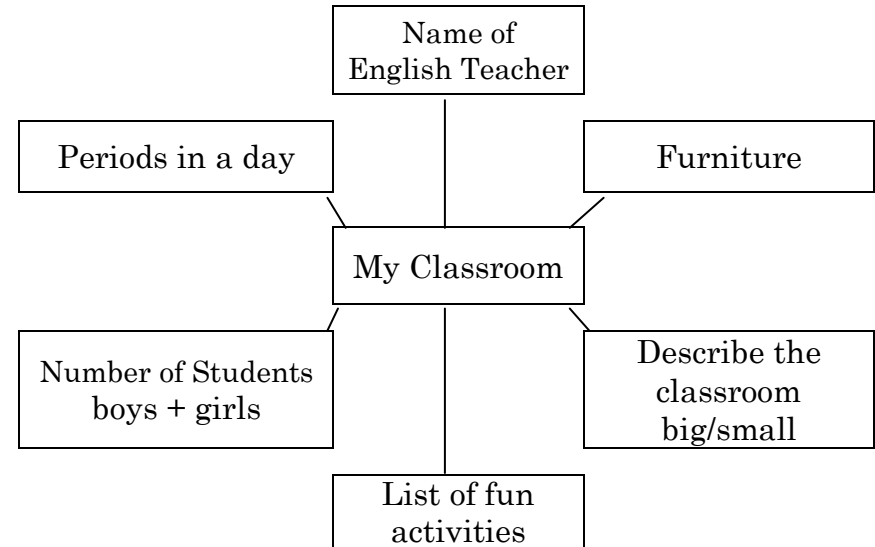 Name of
English Teacher
Periods in a day
Furniture
My Classroom
Number of Students
boys + girls
Describe the
classroom
big/small
List of fun
activities